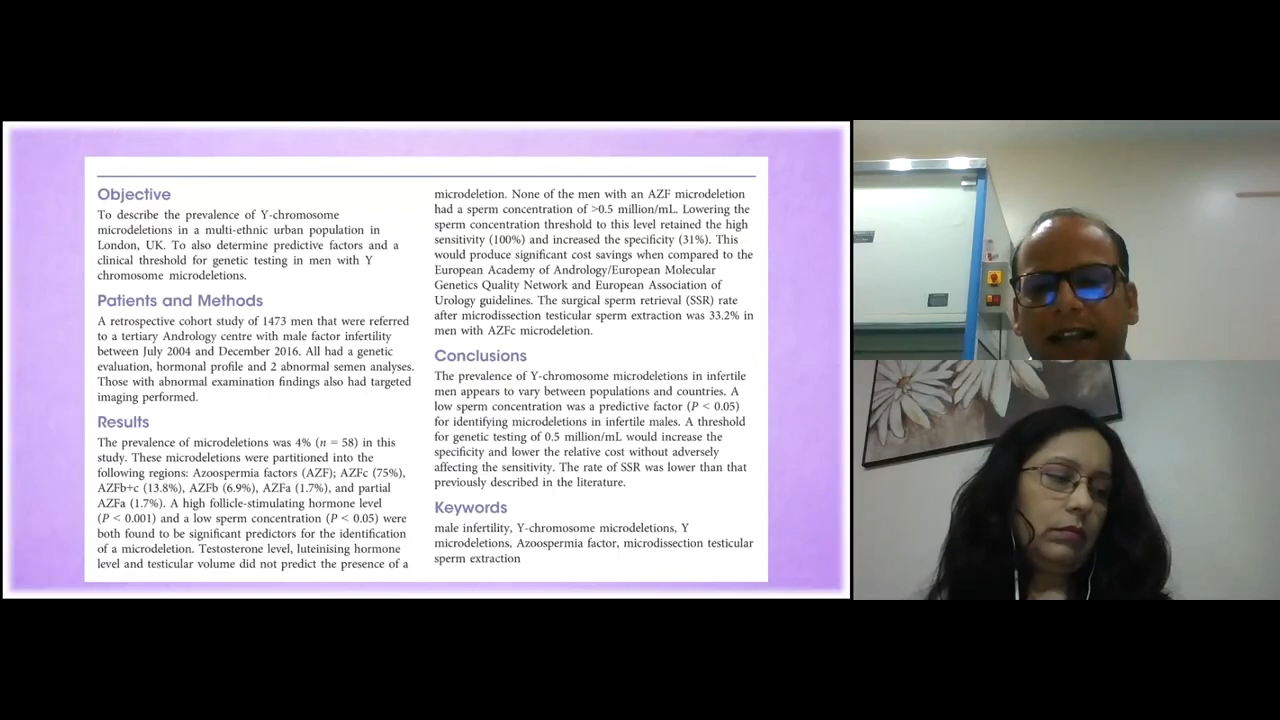 Objective
To describe the prevalence of Y-chromosome
microdeletions in a multi-ethnic urban population in
London, UK. To also determine predictive factors and a
clinical threshold for genetic testing in men with Y
chromosome microdeletions.
Patients and Methods
A retrospective cohort study of 1473 men that were referred
to a tertiary Andrology centre with male factor infertility
between July 2004 and December 2016. All had a genetic
evaluation, hormonal profile and 2 abnormal semen analyses.
Those with abnormal examination findings also had targeted
imaging performed.
Results
The prevalence of microdeletions was 4% (n = 58) in this
study. These microdeletions were partitioned into the
following regions: Azoospermia factors (AZF); AZFc (75%),
AZFb+c (13.8%), AZFb (6.9%), AZFa (1.7%), and partial
AZFa (1.7%). A high follicle-stimulating hormone level
(P < 0.001) and a low sperm concentration (P < 0.05) were
both found to be significant predictors for the identification
of a microdeletion. Testosterone level, luteinising hormone
level and testicular volume did not predict the presence of a
microdeletion. None of the men with an AZF microdeletion
had a sperm concentration of >0.5 million/mL. Lowering the
sperm concentration threshold to this level retained the high
sensitivity (100%) and increased the specificity (31%). This
would produce significant cost savings when compared to the
European Academy of Andrology/European Molecular
Genetics Quality Network and European Association of
Urology guidelines. The surgical sperm retrieval (SSR) rate
after microdissection testicular sperm extraction was 33.2% in
men with AZFc microdeletion.
Conclusions
The prevalence of Y-chromosome microdeletions in infertile
men appears to vary between populations and countries. A
low sperm concentration was a predictive factor (P < 0.05)
for identifying microdeletions in infertile males. A threshold
for genetic testing of 0.5 million/mL would increase the
specificity and lower the relative cost without adversely
affecting the sensitivity. The rate of SSR was lower than that
previously described in the literature.
Keywords
male infertility, Y-chromosome microdeletions, Y
microdeletions, Azoospermia factor, microdissection testicular
sperm extraction